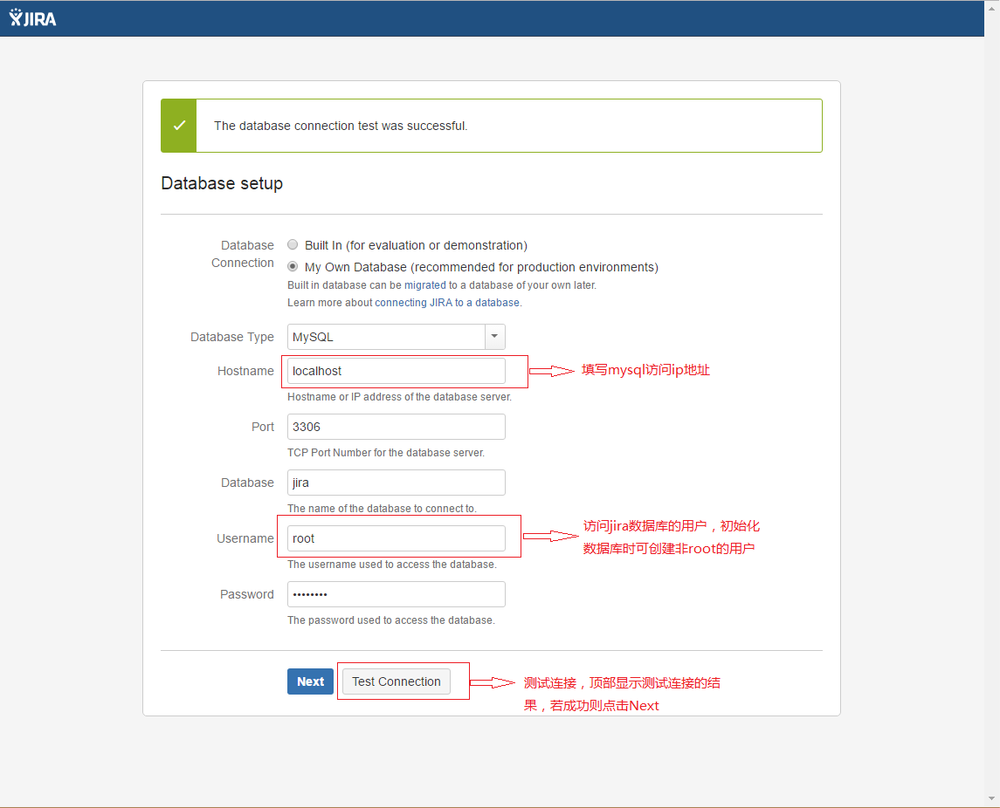 JIRA
The database connection test was successful.
Database setup
Database
Connection
Built In (for evaluation or demonstration)
My Own Database (recommended for production environments)
Built in database can be migrated to a database of your own later.
Learn more about connecting JIRA to a database.
Database Type
MySQL
Hostname
localhost
填写mysql访问ip地址
Hostname or IP address of the database server.
Port
3306
TCP Port Number for the database server.
Database
jira
The name of the database to connect to.
Username
root
访问jira数据库的用户，初始化
数据库时可创建非root的用户
The username used to access the database.
Password
••••••••
The password used to access the database.
Next
Test Connection
测试连接，顶部显示测试连接的结
果，若成功则点击Next